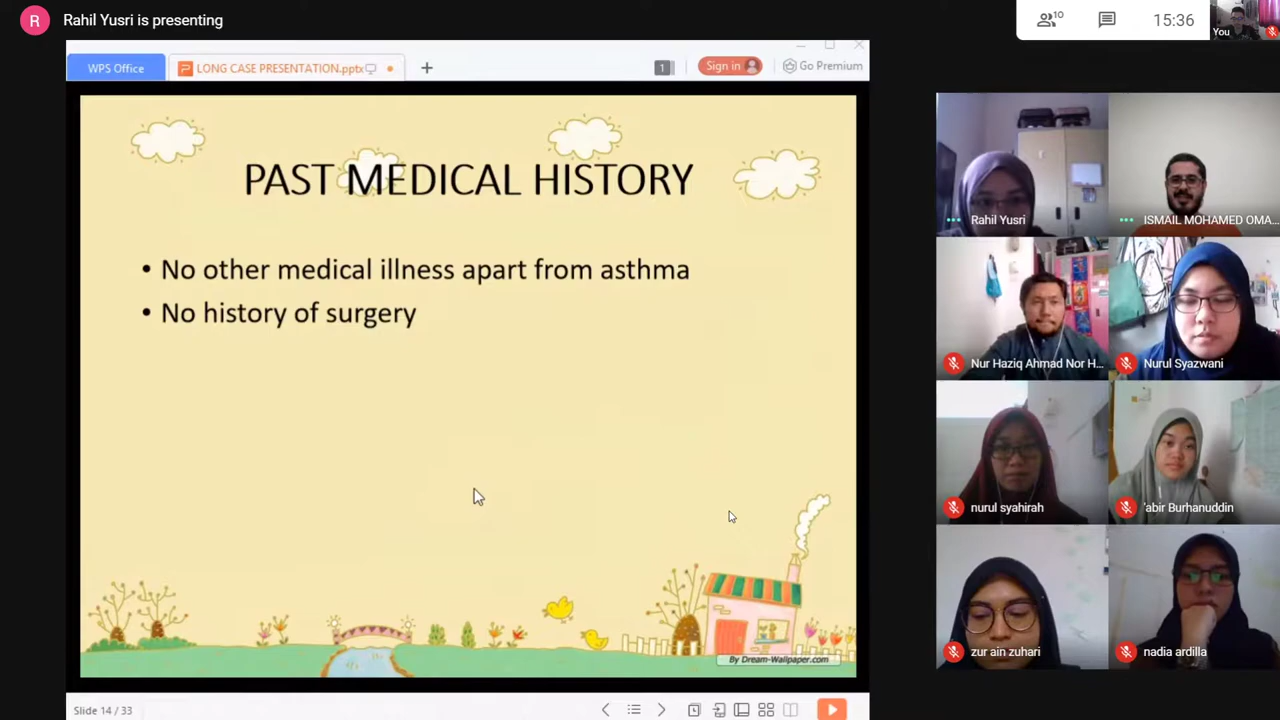 R Rahil Yusri is presenting
10
15:36
You
WPS Office
LONG CASE PRESENTATION.pptx
1
Sign in
Go Premium
PAST MEDICAL HISTORY
• No other medical illness apart from asthma
• No history of surgery
By Dream-Wallpaper.com
Slide 14 / 33
Rahil Yusri
ISMAIL MOHAMED OMA...
Nur Haziq Ahmad Nor H...
Nurul Syazwani
nurul syahirah
'abir Burhanuddin
zur ain zuhari
nadia ardilla